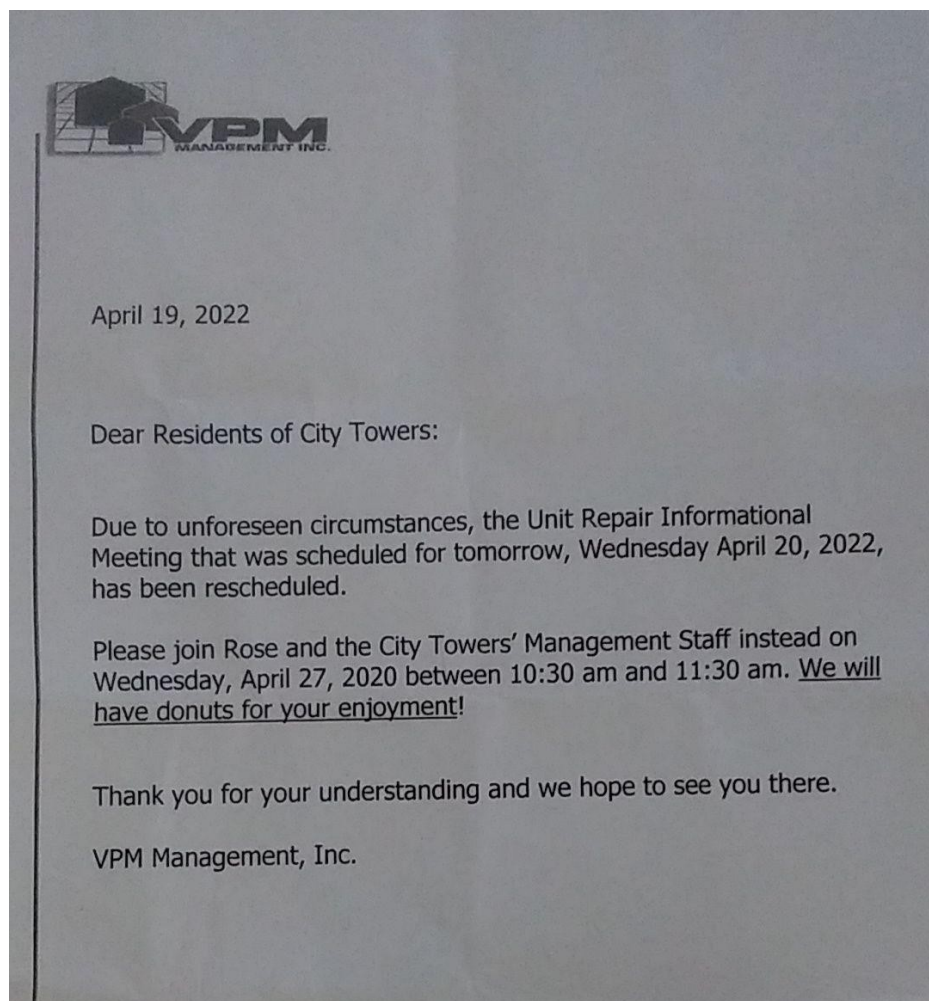 VPM
MANAGEMENT INC.
April 19, 2022
Dear Residents of City Towers:
Due to unforeseen circumstances, the Unit Repair Informational
Meeting that was scheduled for tomorrow, Wednesday April 20, 2022,
has been rescheduled.
Please join Rose and the City Towers' Management Staff instead on
Wednesday, April 27, 2020 between 10:30 am and 11:30 am. We will
have donuts for your enjoyment!
Thank you for your understanding and we hope to see you there.
VPM Management, Inc.